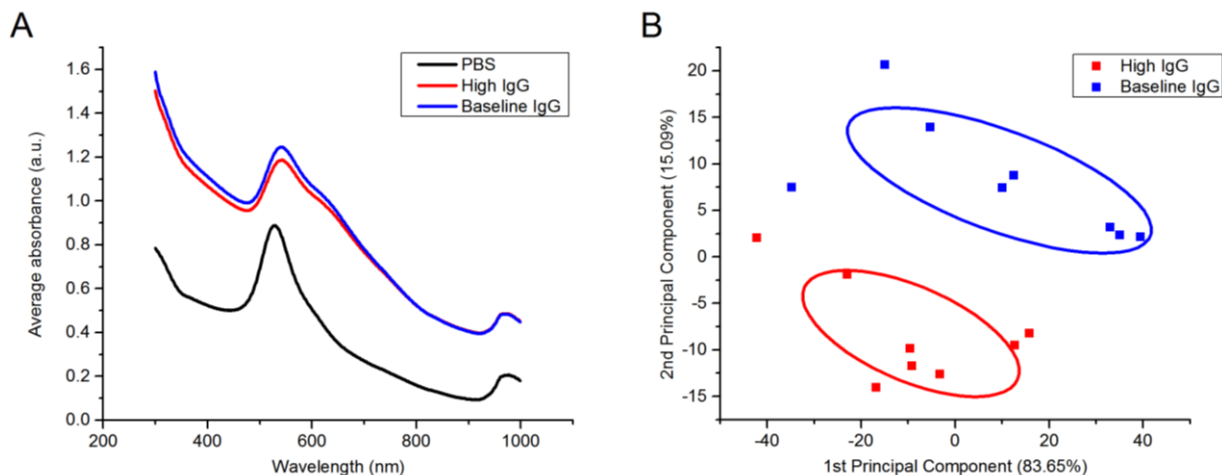 A
PBS
High IgG
Baseline IgG
1.6
1.4
1.2
1.0
0.8
0.6
0.4
0.2
0.0
Average absorbance (a.u.)
200 400 600 800 1000
Wavelength (nm)
B
High IgG
Baseline IgG
20
15
10
5
0
-5
-10
-15
2nd Principal Component (15.09%)
-40 -20 0 20 40
1st Principal Component (83.65%)